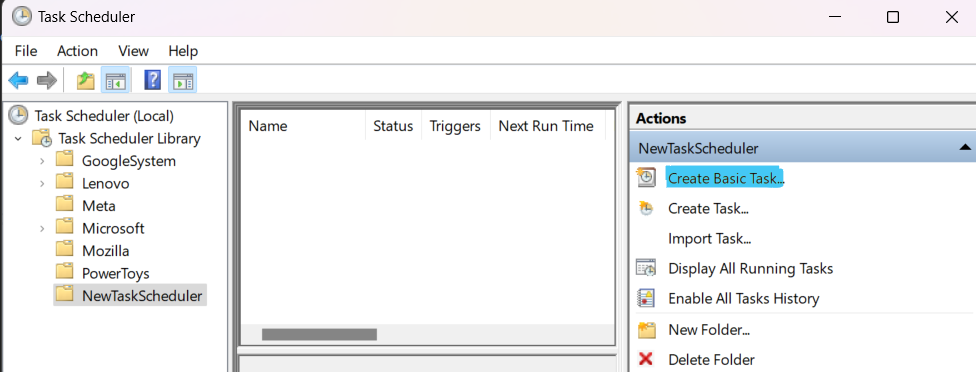 Task Scheduler
File Action View Help
Task Scheduler (Local)
Task Scheduler Library
GoogleSystem
Lenovo
Meta
Microsoft
Mozilla
PowerToys
NewTaskScheduler
Name Status Triggers Next Run Time
Actions
NewTaskScheduler
Create Basic Task...
Create Task...
Import Task...
Display All Running Tasks
Enable All Tasks History
New Folder...
Delete Folder